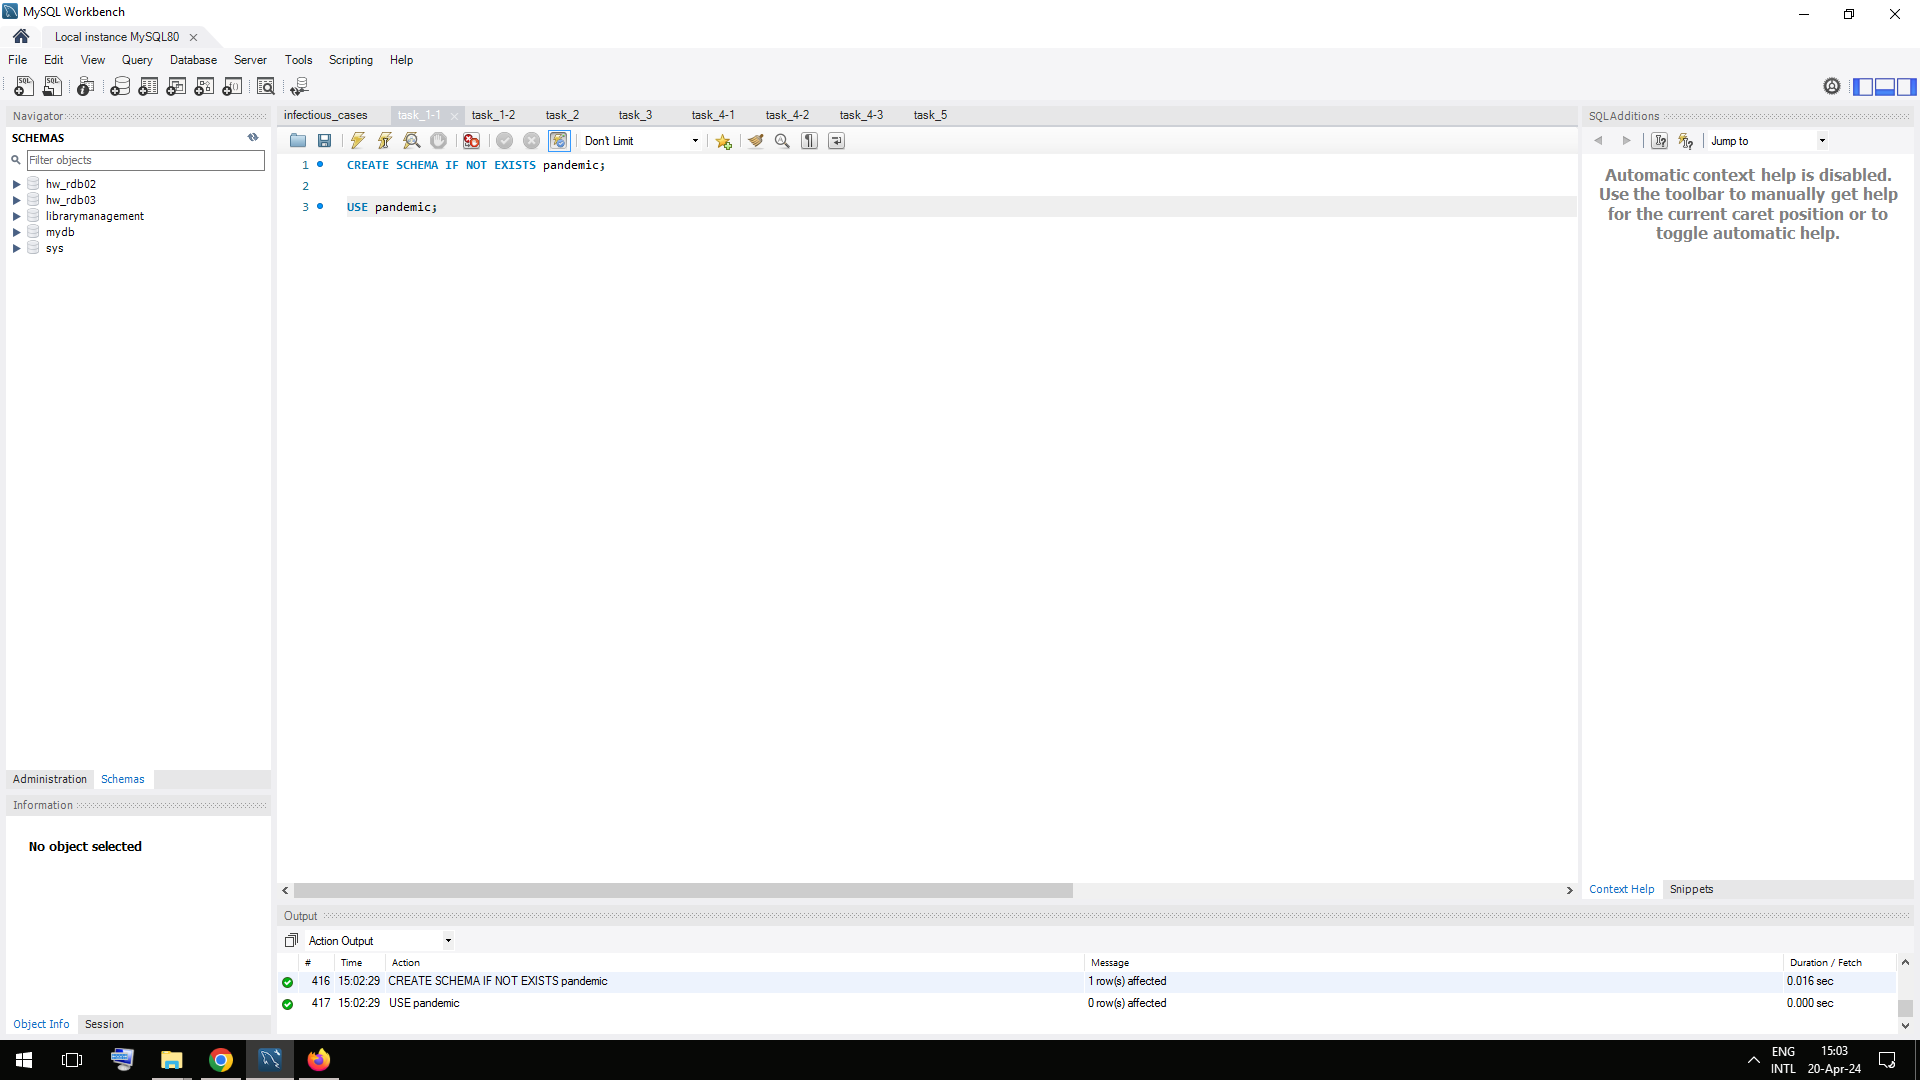 MySQL Workbench
Local instance MySQL80
File Edit View Query Database Server Tools Scripting Help
Navigator
SCHEMAS
Filter objects
hw_rdb02
hw_rdb03
librarymanagement
mydb
sys
Administration Schemas
Information
No object selected
Object Info Session
infectious_cases task_1-1 task_1-2 task_2 task_3 task_4-1 task_4-2 task_4-3 task_5
Don't Limit
1 CREATE SCHEMA IF NOT EXISTS pandemic;
2
3 USE pandemic;
SQLAdditions
Jump to
Automatic context help is disabled.
Use the toolbar to manually get help
for the current caret position or to
toggle automatic help.
Context Help Snippets
Output
Action Output
# Time Action Message Duration / Fetch
416 15:02:29 CREATE SCHEMA IF NOT EXISTS pandemic 1 row(s) affected 0.016 sec
417 15:02:29 USE pandemic 0 row(s) affected 0.000 sec
ENG 15:03
INTL 20-Apr-24